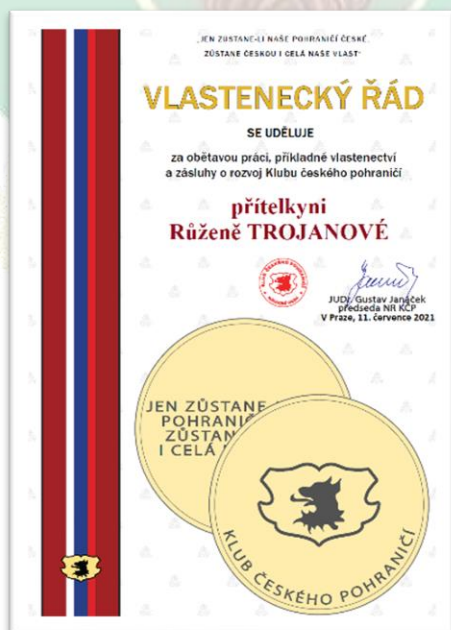 „JEN ZUSTANE-LI NAŠE POHRANIČÍ ČESKÉ,
ZŮSTANE ČESKOU I CELÁ NAŠE VLAST“
VLASTENECKÝ ŘÁD
SE UDĚLUJE
za obětavou práci, příkladné vlastenectví
a zásluhy o rozvoj Klubu českého pohraničí
přítelkyni
Růženě TROJANOVÉ
JUDr. Gustav Janáček
předseda NR KČP
V Praze, 11. července 2021
JEN ZŮSTANE
POHRANIČ
ZŮSTAN
I CELÁ
KLUB ČESKÉHO POHRANIČÍ